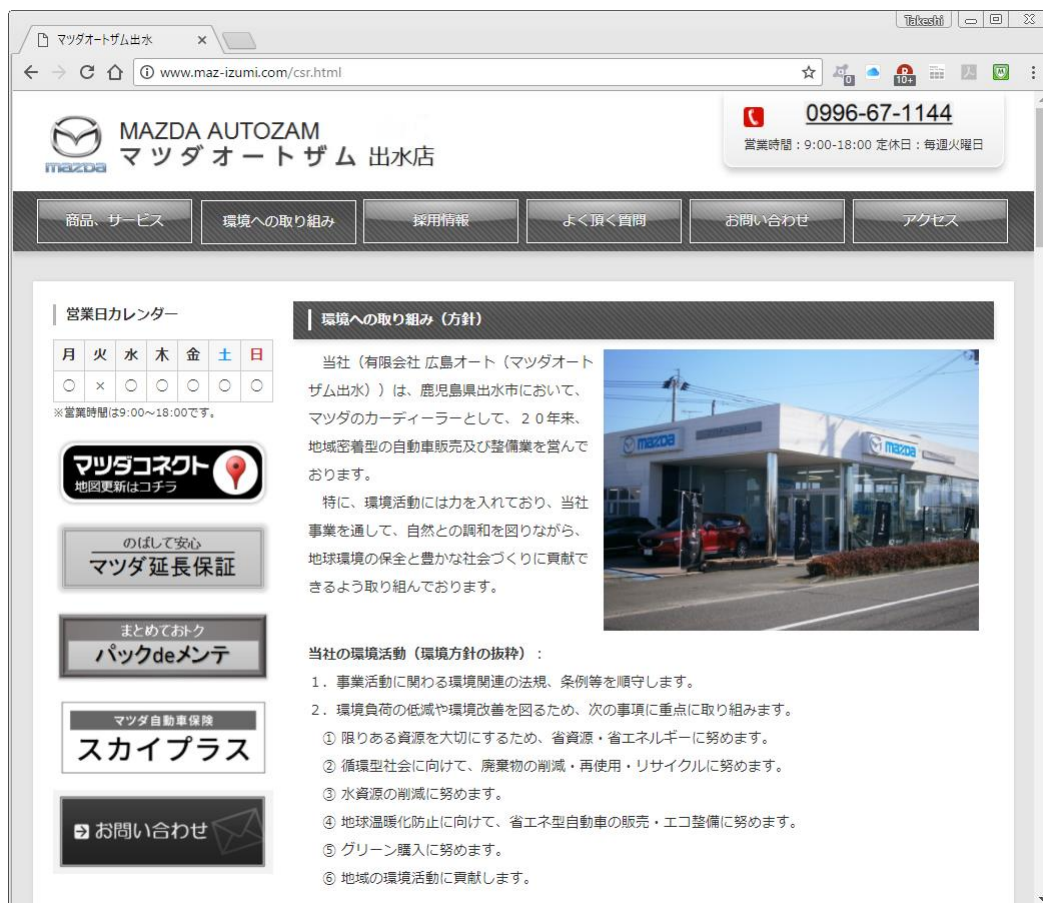 Takeshi
マツダオートザム出水
www.maz-izumi.com/csr.html
0
10+
mazda
MAZDA AUTOZAM
マツダオートザム 出水店
0996-67-1144
営業時間：9:00-18:00 定休日：毎週火曜日
商品、サービス
環境への取り組み
採用情報
よく頂く質問
お問い合わせ
アクセス
営業日カレンダー
月 火 水 木 金 土 日
○ × ○ ○ ○ ○ ○
※営業時間は9:00～18:00です。
マツダコネクト
地図更新はコチラ
のばして安心
マツダ延長保証
まとめておトク
パックdeメンテ
マツダ自動車保険
スカイプラス
お問い合わせ
環境への取り組み（方針）
当社（有限会社 広島オート（マツダオート
ザム出水））は、鹿児島県出水市において、
マツダのカーディーラーとして、２０年来、
地域密着型の自動車販売及び整備業を営んで
おります。
特に、環境活動には力を入れており、当社
事業を通して、自然との調和を図りながら、
地球環境の保全と豊かな社会づくりに貢献で
きるよう取り組んでおります。
mazda
mazda
当社の環境活動（環境方針の抜粋）：
１．事業活動に関わる環境関連の法規、条例等を順守します。
２．環境負荷の低減や環境改善を図るため、次の事項に重点に取り組みます。
① 限りある資源を大切にするため、省資源・省エネルギーに努めます。
② 循環型社会に向けて、廃棄物の削減・再使用・リサイクルに努めます。
③ 水資源の削減に努めます。
④ 地球温暖化防止に向けて、省エネ型自動車の販売・エコ整備に努めます。
⑤ グリーン購入に努めます。
⑥ 地域の環境活動に貢献します。